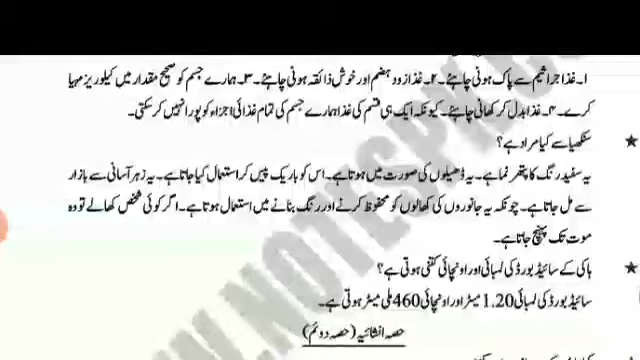 ۱۔ غذا جراثیم سے پاک ہونی چاہئے۔ ۲۔ غذا زود ہضم اور خوش ذائقہ ہونی چاہئے۔ ۳۔ ہمارے جسم کو صحیح مقدار میں کیلوریز مہیا
کرے۔ ۴۔ غذا بدل کر کھانی چاہئے۔ کیونکہ ایک ہی قسم کی غذا ہمارے جسم کی تمام غذائی اجزاء کو پورا نہیں کر سکتی۔
★ سنکھیا سے کیا مراد ہے؟
یہ سفید رنگ کا پتھر نما ہے۔ یہ ڈھیلوں کی صورت میں ہوتا ہے۔ اس کو باریک پیس کر استعمال کیا جاتا ہے۔ یہ زہر آسانی سے بازار
سے مل جاتا ہے۔ چونکہ یہ جانوروں کی کھالوں کو محفوظ کرنے اور رنگ بنانے میں استعمال ہوتا ہے۔ اگر کوئی شخص کھا لے تو وہ
موت تک پہنچ جاتا ہے۔
★ ہاکی کے سائیڈ بورڈ کی لمبائی اور اونچائی کتنی ہوتی ہے؟
سائیڈ بورڈ کی لمبائی 1.20 میٹر اور اونچائی 460 ملی میٹر ہوتی ہے۔
حصہ انشائیہ (حصہ دوئم)